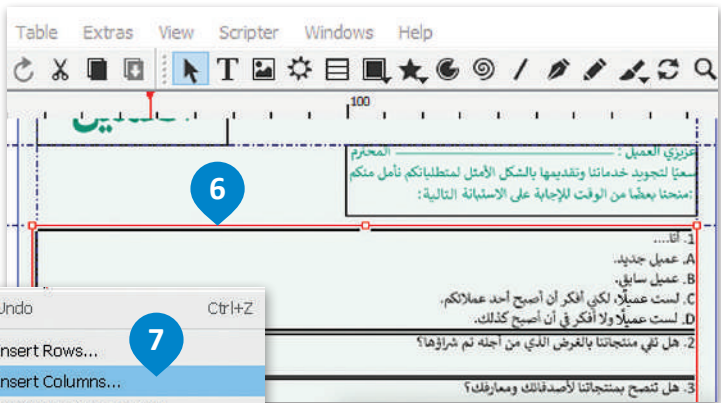 Table Extras View Scripter Windows Help
100
عزيزي العميل : ـــــــــــــــــــــــــ المحترم
سعيًا لتجويد خدماتنا وتقديمها بالشكل الأمثل لمتطلباتكم نأمل منكم
منحنا بعضًا من الوقت للإجابة على الاستبانة التالية:
6
1. أنا....
A. عميل جديد.
B. عميل سابق.
C. لست عميلًا، لكني أفكر أن أصبح أحد عملائكم.
D. لست عميلًا ولا أفكر في أن أصبح كذلك.
2. هل تفي منتجاتنا بالغرض الذي من أجله تم شراؤها؟
3. هل تنصح بمنتجاتنا لأصدقائك ومعارفك؟
Undo Ctrl+Z
Insert Rows...
7
Insert Columns...